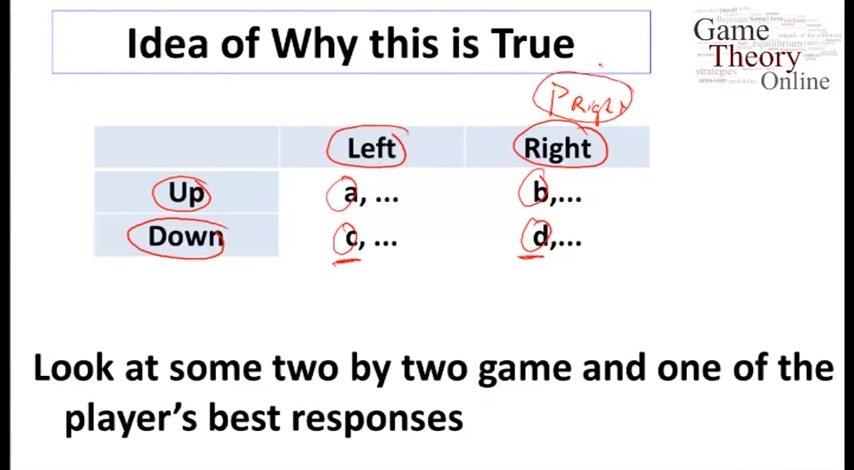 Idea of Why this is True
Game
Theory
Online
P Right
Left Right
Up a, ... b,...
Down c, ... d,...
Look at some two by two game and one of the
player's best responses